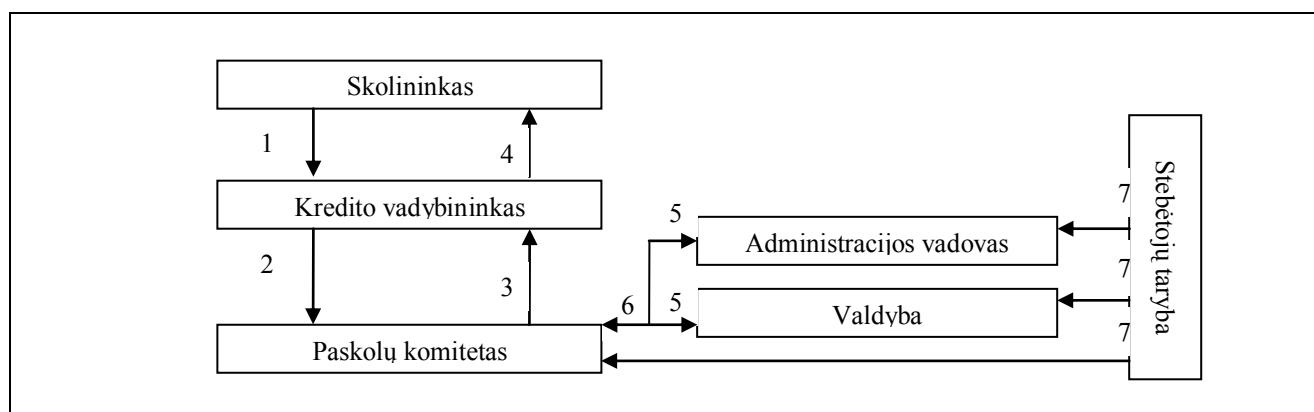 Skolininkas
1
4
Kredito vadybininkas
2
3
Paskolų komitetas
5
Administracijos vadovas
6
5
Valdyba
7
7
7
Stebėtojų taryba